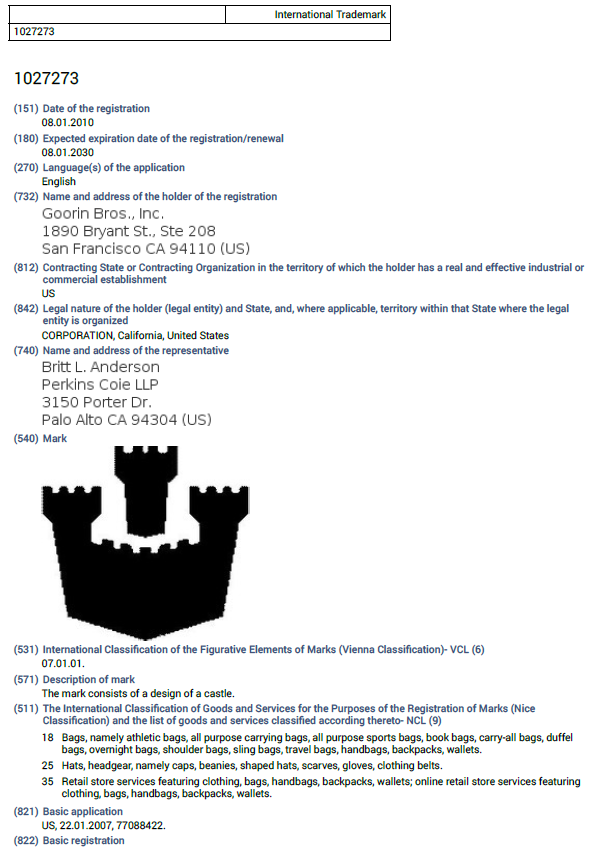 International Trademark
1027273
1027273
(151) Date of the registration
08.01.2010
(180) Expected expiration date of the registration/renewal
08.01.2030
(270) Language(s) of the application
English
(732) Name and address of the holder of the registration
Goorin Bros., Inc.
1890 Bryant St., Ste 208
San Francisco CA 94110 (US)
(812) Contracting State or Contracting Organization in the territory of which the holder has a real and effective industrial or
commercial establishment
US
(842) Legal nature of the holder (legal entity) and State, and, where applicable, territory within that State where the legal
entity is organized
CORPORATION, California, United States
(740) Name and address of the representative
Britt L. Anderson
Perkins Coie LLP
3150 Porter Dr.
Palo Alto CA 94304 (US)
(540) Mark
(531) International Classification of the Figurative Elements of Marks (Vienna Classification)- VCL (6)
07.01.01.
(571) Description of mark
The mark consists of a design of a castle.
(511) The International Classification of Goods and Services for the Purposes of the Registration of Marks (Nice
Classification) and the list of goods and services classified according thereto- NCL (9)
18 Bags, namely athletic bags, all purpose carrying bags, all purpose sports bags, book bags, carry-all bags, duffel
bags, overnight bags, shoulder bags, sling bags, travel bags, handbags, backpacks, wallets.
25 Hats, headgear, namely caps, beanies, shaped hats, scarves, gloves, clothing belts.
35 Retail store services featuring clothing, bags, handbags, backpacks, wallets; online retail store services featuring
clothing, bags, handbags, backpacks, wallets.
(821) Basic application
US, 22.01.2007, 77088422.
(822) Basic registration